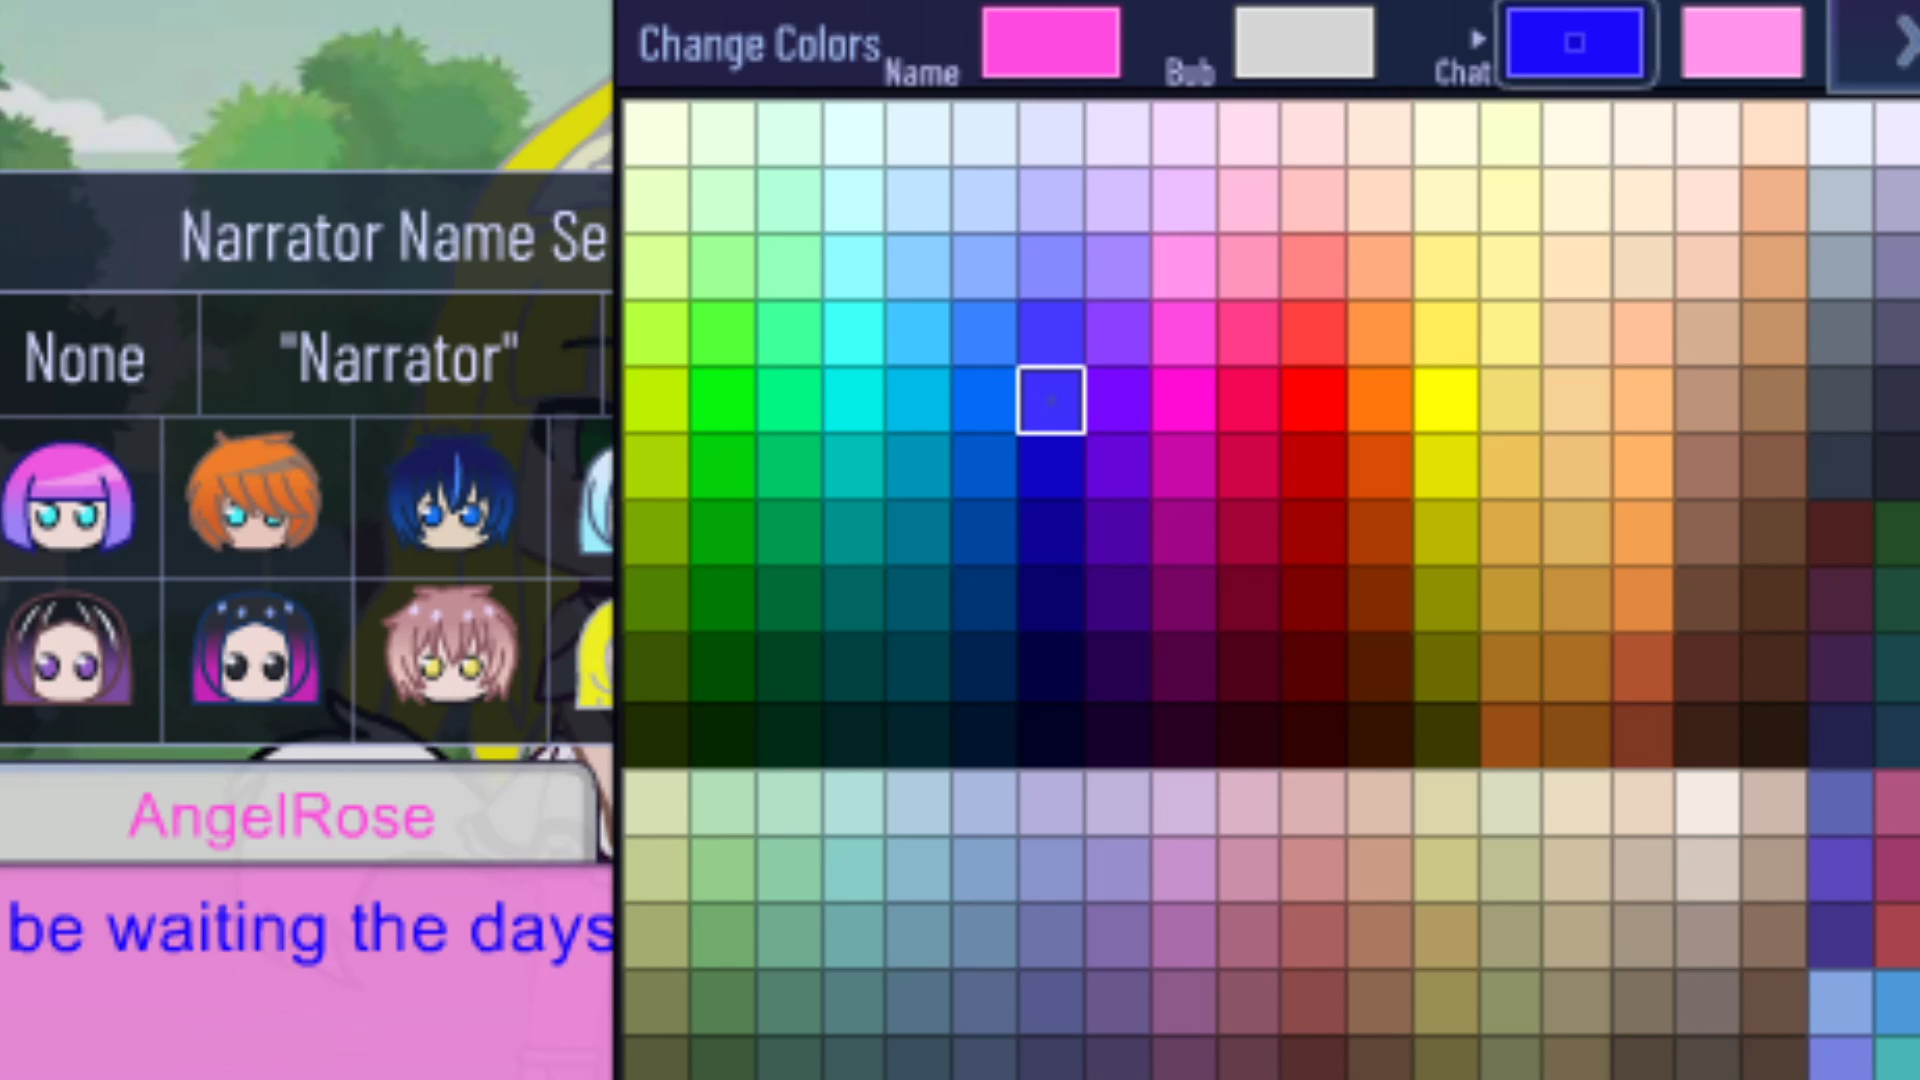 Change Colors
Name
Bub
Chat
Narrator Name Se
None
"Narrator"
AngelRose
be waiting the days